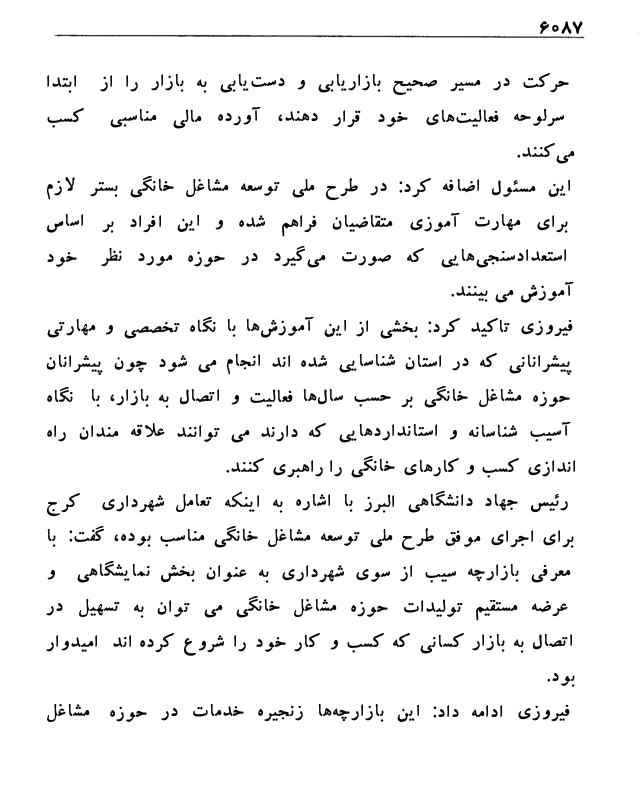 ۶۰۸۷
حرکت در مسیر صحیح بازاریابی و دست‌یابی به بازار را از ابتدا
سرلوحه فعالیت‌های خود قرار دهند، آورده مالی مناسبی کسب
می‌کنند.
این مسئول اضافه کرد: در طرح ملی توسعه مشاغل خانگی بستر لازم
برای مهارت آموزی متقاضیان فراهم شده و این افراد بر اساس
استعدادسنجی‌هایی که صورت می‌گیرد در حوزه مورد نظر خود
آموزش می بینند.
فیروزی تاکید کرد: بخشی از این آموزش‌ها با نگاه تخصصی و مهارتی
پیشرانانی که در استان شناسایی شده اند انجام می شود چون پیشرانان
حوزه مشاغل خانگی بر حسب سال‌ها فعالیت و اتصال به بازار، با نگاه
آسیب شناسانه و استانداردهایی که دارند می توانند علاقه مندان راه
اندازی کسب و کارهای خانگی را راهبری کنند.
رئیس جهاد دانشگاهی البرز با اشاره به اینکه تعامل شهرداری کرج
برای اجرای موفق طرح ملی توسعه مشاغل خانگی مناسب بوده، گفت: با
معرفی بازارچه سیب از سوی شهرداری به عنوان بخش نمایشگاهی و
عرضه مستقیم تولیدات حوزه مشاغل خانگی می توان به تسهیل در
اتصال به بازار کسانی که کسب و کار خود را شروع کرده اند امیدوار
بود.
فیروزی ادامه داد: این بازارچه‌ها زنجیره خدمات در حوزه مشاغل